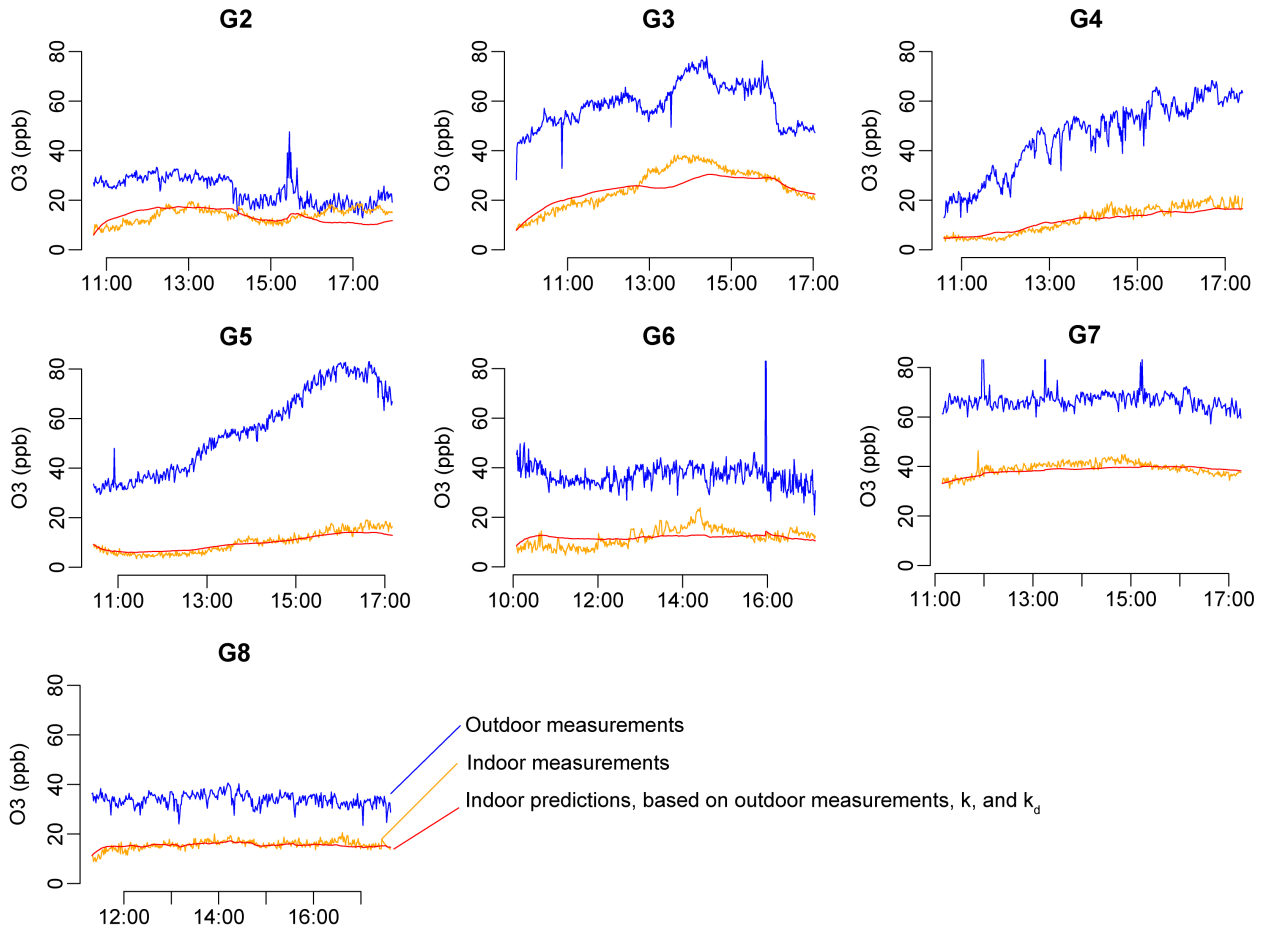 G2
G3
G4
O3 (ppb)
0 20 40 60 80
11:00 13:00 15:00 17:00
O3 (ppb)
0 20 40 60 80
11:00 13:00 15:00 17:00
O3 (ppb)
0 20 40 60 80
11:00 13:00 15:00 17:00
G5
G6
G7
O3 (ppb)
0 20 40 60 80
11:00 13:00 15:00 17:00
O3 (ppb)
0 20 40 60 80
10:00 12:00 14:00 16:00
O3 (ppb)
0 20 40 60 80
11:00 13:00 15:00 17:00
G8
O3 (ppb)
0 20 40 60 80
12:00 14:00 16:00
Outdoor measurements
Indoor measurements
Indoor predictions, based on outdoor measurements, k, and kd